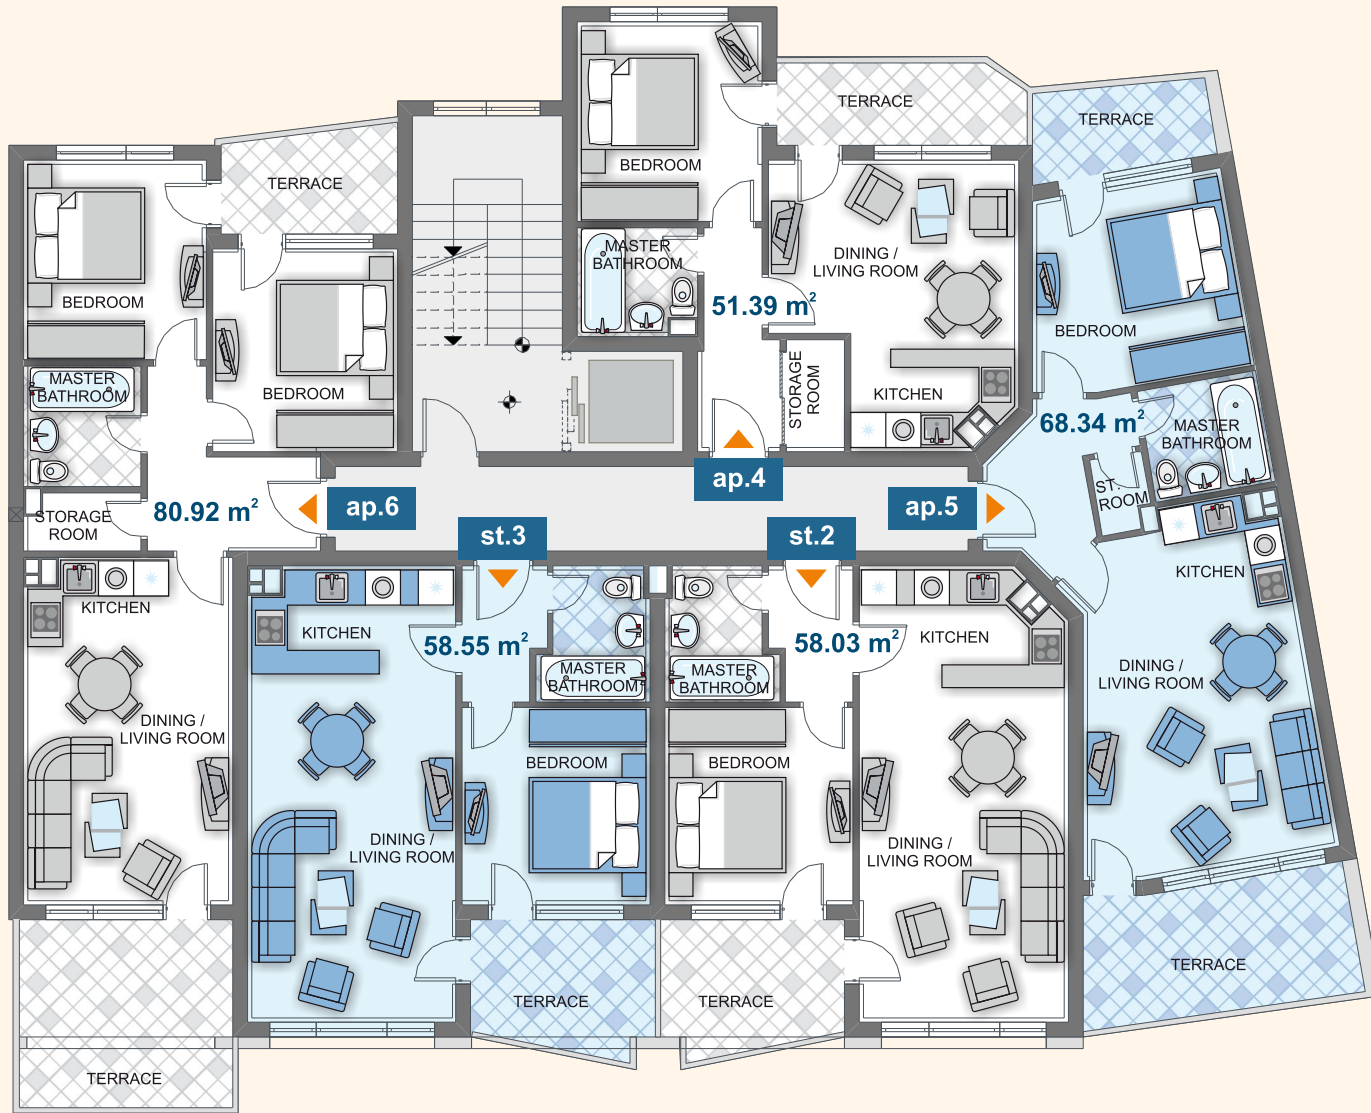 TERRACE
BEDROOM
MASTER
BATHROOM
51.39 m²
DINING /
LIVING ROOM
STORAGE
ROOM
KITCHEN
TERRACE
BEDROOM
68.34 m²
MASTER
BATHROOM
ST.
ROOM
KITCHEN
DINING /
LIVING ROOM
TERRACE
TERRACE
BEDROOM
BEDROOM
MASTER
BATHROOM
80.92 m²
STORAGE
ROOM
KITCHEN
DINING /
LIVING ROOM
TERRACE
ap.6
ap.4
ap.5
st.3
st.2
KITCHEN
58.55 m²
MASTER
BATHROOM
BEDROOM
DINING /
LIVING ROOM
TERRACE
MASTER
BATHROOM
58.03 m²
KITCHEN
BEDROOM
DINING /
LIVING ROOM
TERRACE